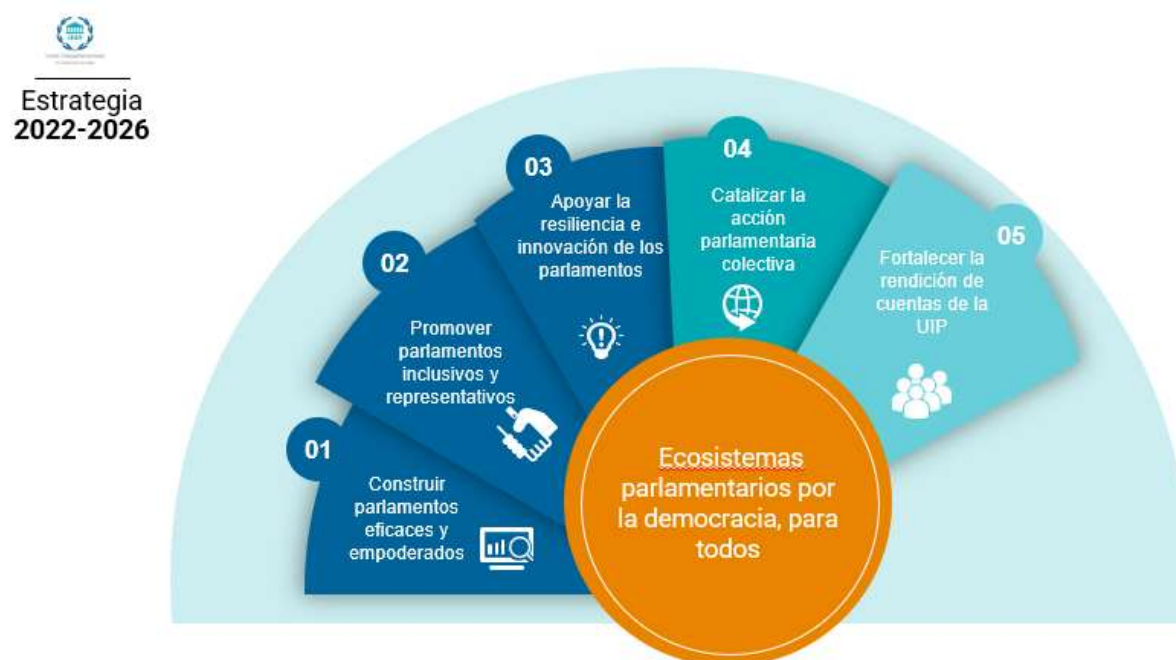 Estrategia
2022-2026
01
Construir
parlamentos
eficaces y
empoderados
02
Promover
parlamentos
inclusivos y
representativos
03
Apoyar la
resiliencia e
innovación de los
parlamentos
04
Catalizar la
acción
parlamentaria
colectiva
05
Fortalecer la
rendición de
cuentas de la
UIP
Ecosistemas
parlamentarios por
la democracia, para
todos